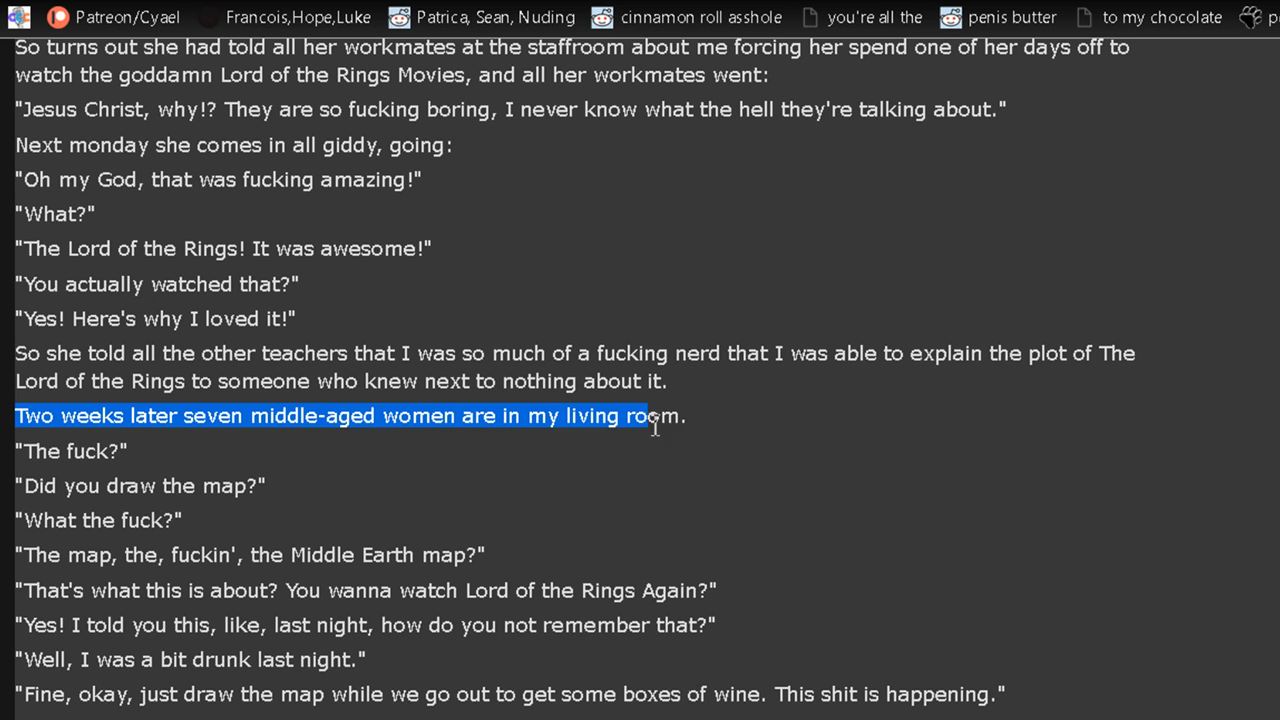 Patreon/Cyael Francois,Hope,Luke Patrica, Sean, Nuding cinnamon roll asshole you're all the penis butter to my chocolate
So turns out she had told all her workmates at the staffroom about me forcing her spend one of her days off to
watch the goddamn Lord of the Rings Movies, and all her workmates went:
"Jesus Christ, why!? They are so fucking boring, I never know what the hell they're talking about."
Next monday she comes in all giddy, going:
"Oh my God, that was fucking amazing!"
"What?"
"The Lord of the Rings! It was awesome!"
"You actually watched that?"
"Yes! Here's why I loved it!"
So she told all the other teachers that I was so much of a fucking nerd that I was able to explain the plot of The
Lord of the Rings to someone who knew next to nothing about it.
Two weeks later seven middle-aged women are in my living room.
"The fuck?"
"Did you draw the map?"
"What the fuck?"
"The map, the, fuckin', the Middle Earth map?"
"That's what this is about? You wanna watch Lord of the Rings Again?"
"Yes! I told you this, like, last night, how do you not remember that?"
"Well, I was a bit drunk last night."
"Fine, okay, just draw the map while we go out to get some boxes of wine. This shit is happening."